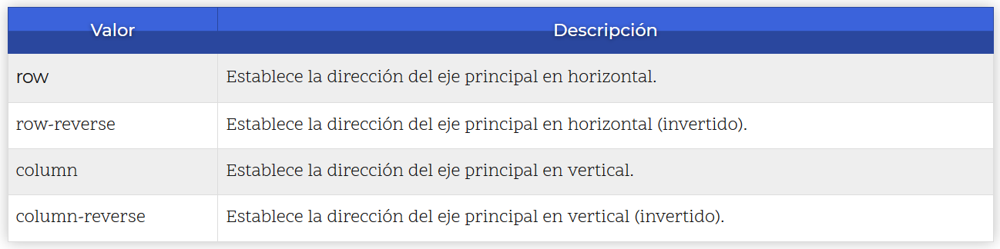 Valor Descripción
row Establece la dirección del eje principal en horizontal.
row-reverse Establece la dirección del eje principal en horizontal (invertido).
column Establece la dirección del eje principal en vertical.
column-reverse Establece la dirección del eje principal en vertical (invertido).